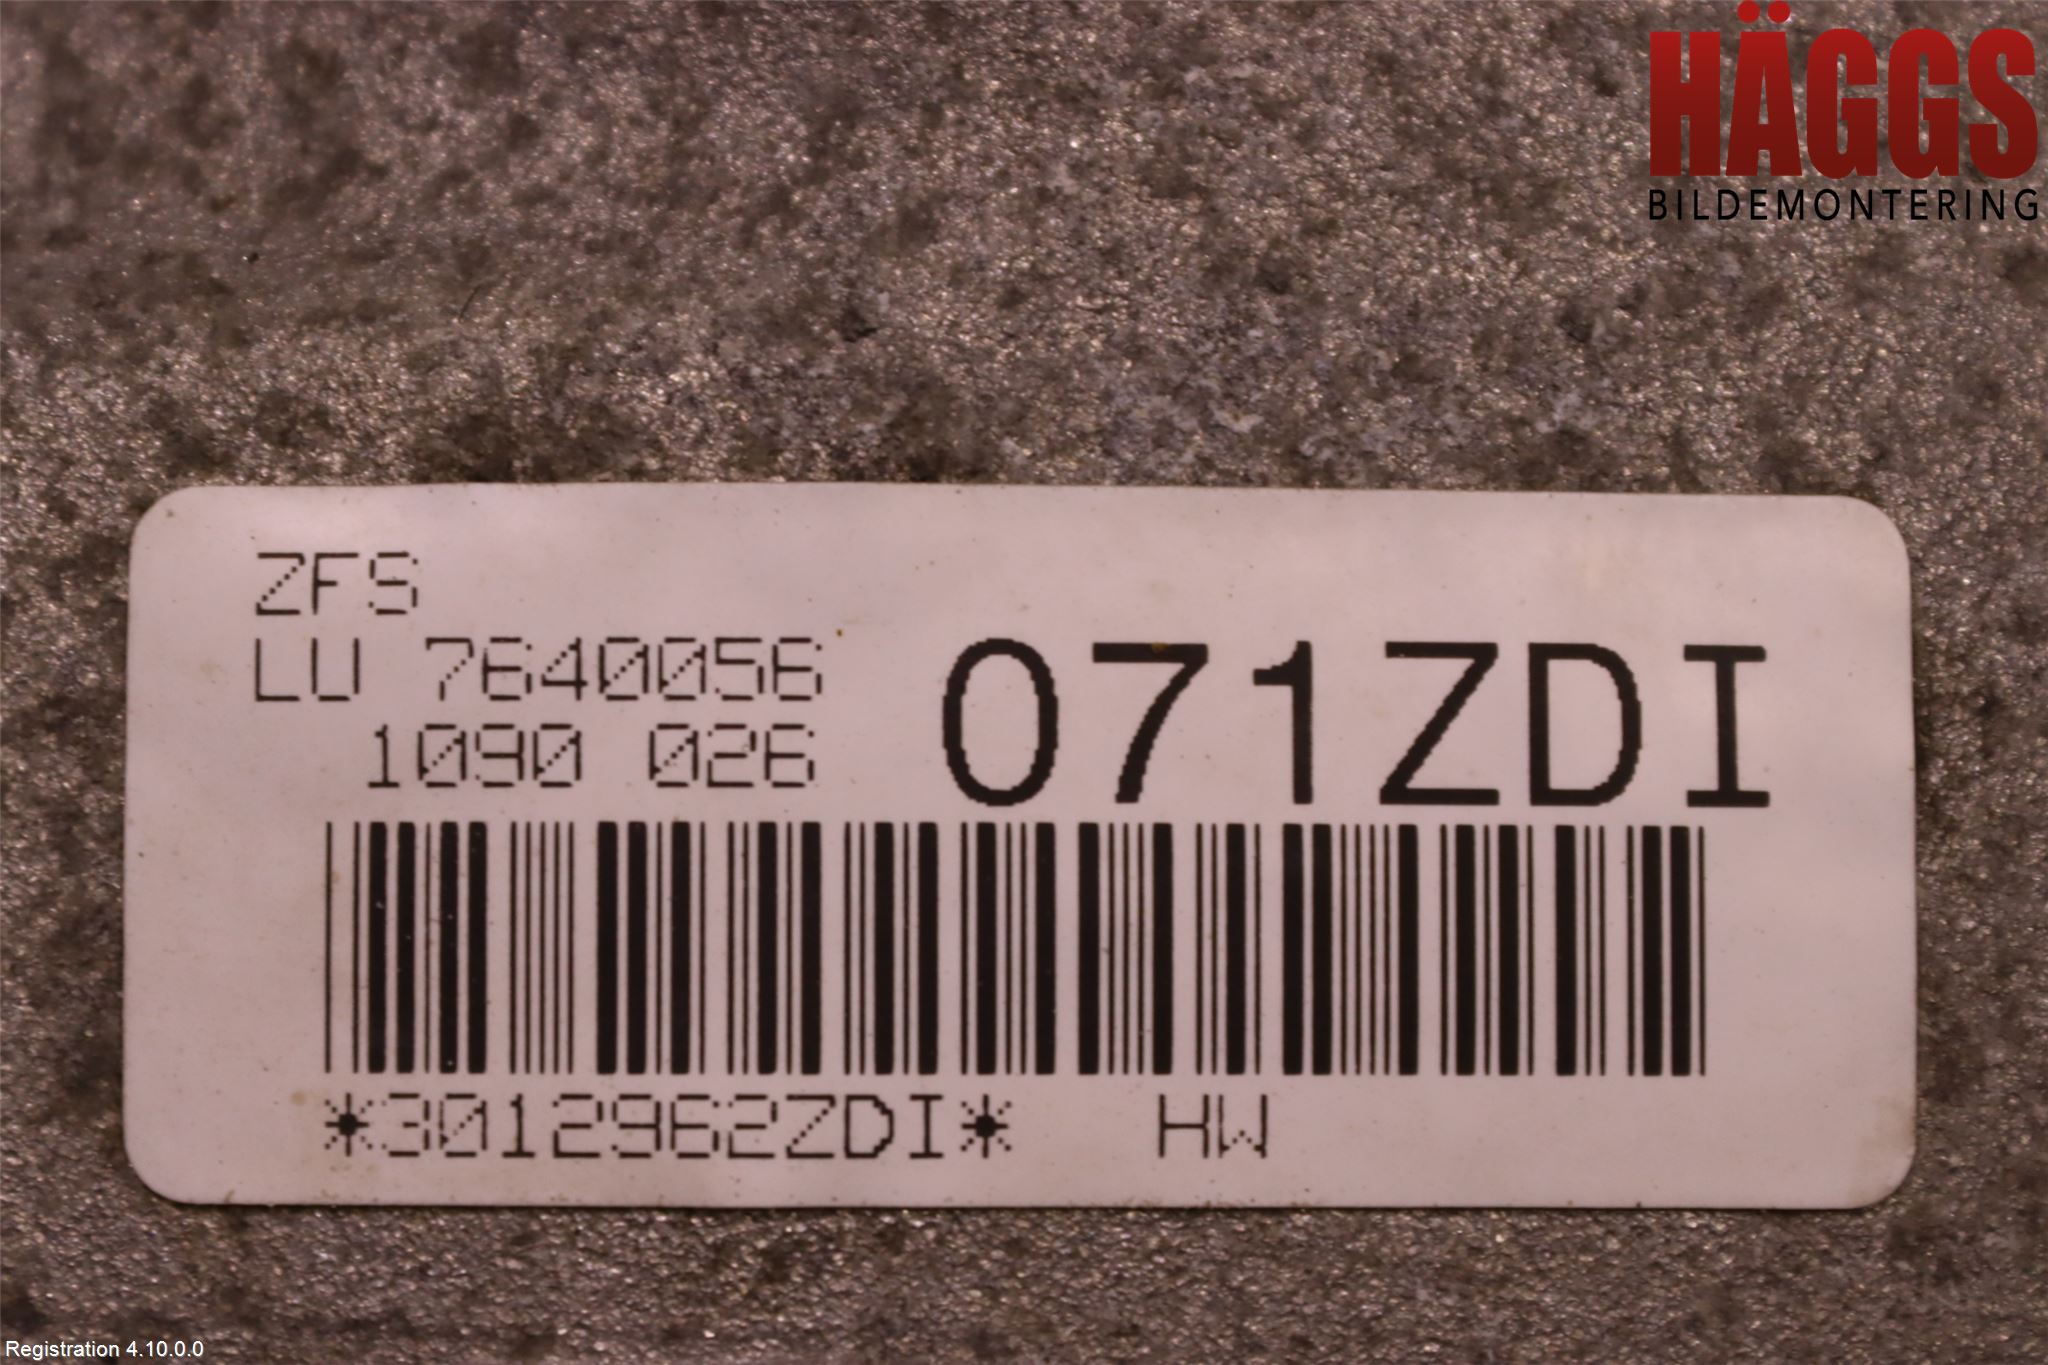 HÄGGS
BILDEMONTERING
ZFS
LU 7640056
1090 026
071ZDI
*3012962ZDI* HW
Registration 4.10.0.0